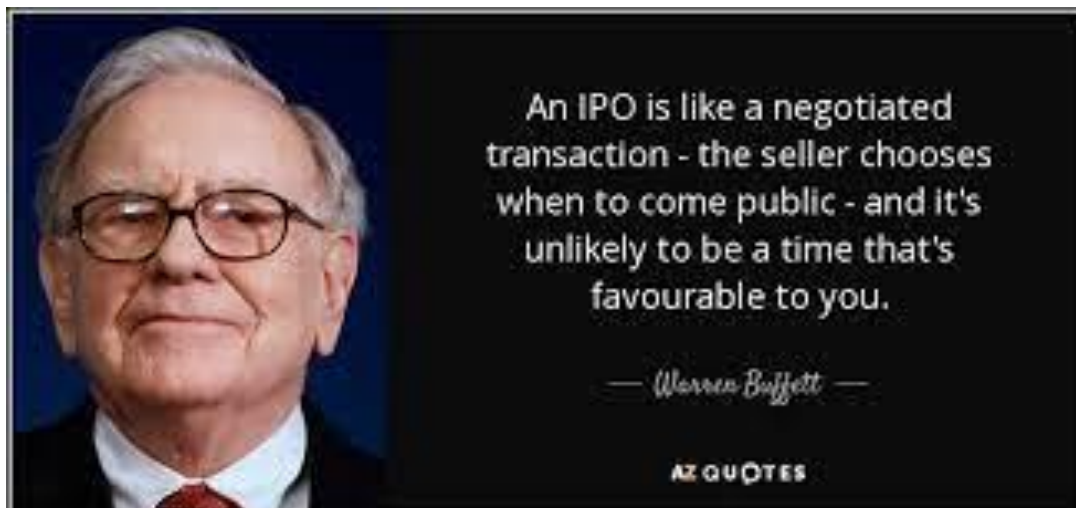 An IPO is like a negotiated
transaction - the seller chooses
when to come public - and it's
unlikely to be a time that's
favourable to you.
Warren Buffett
AZ QUOTES